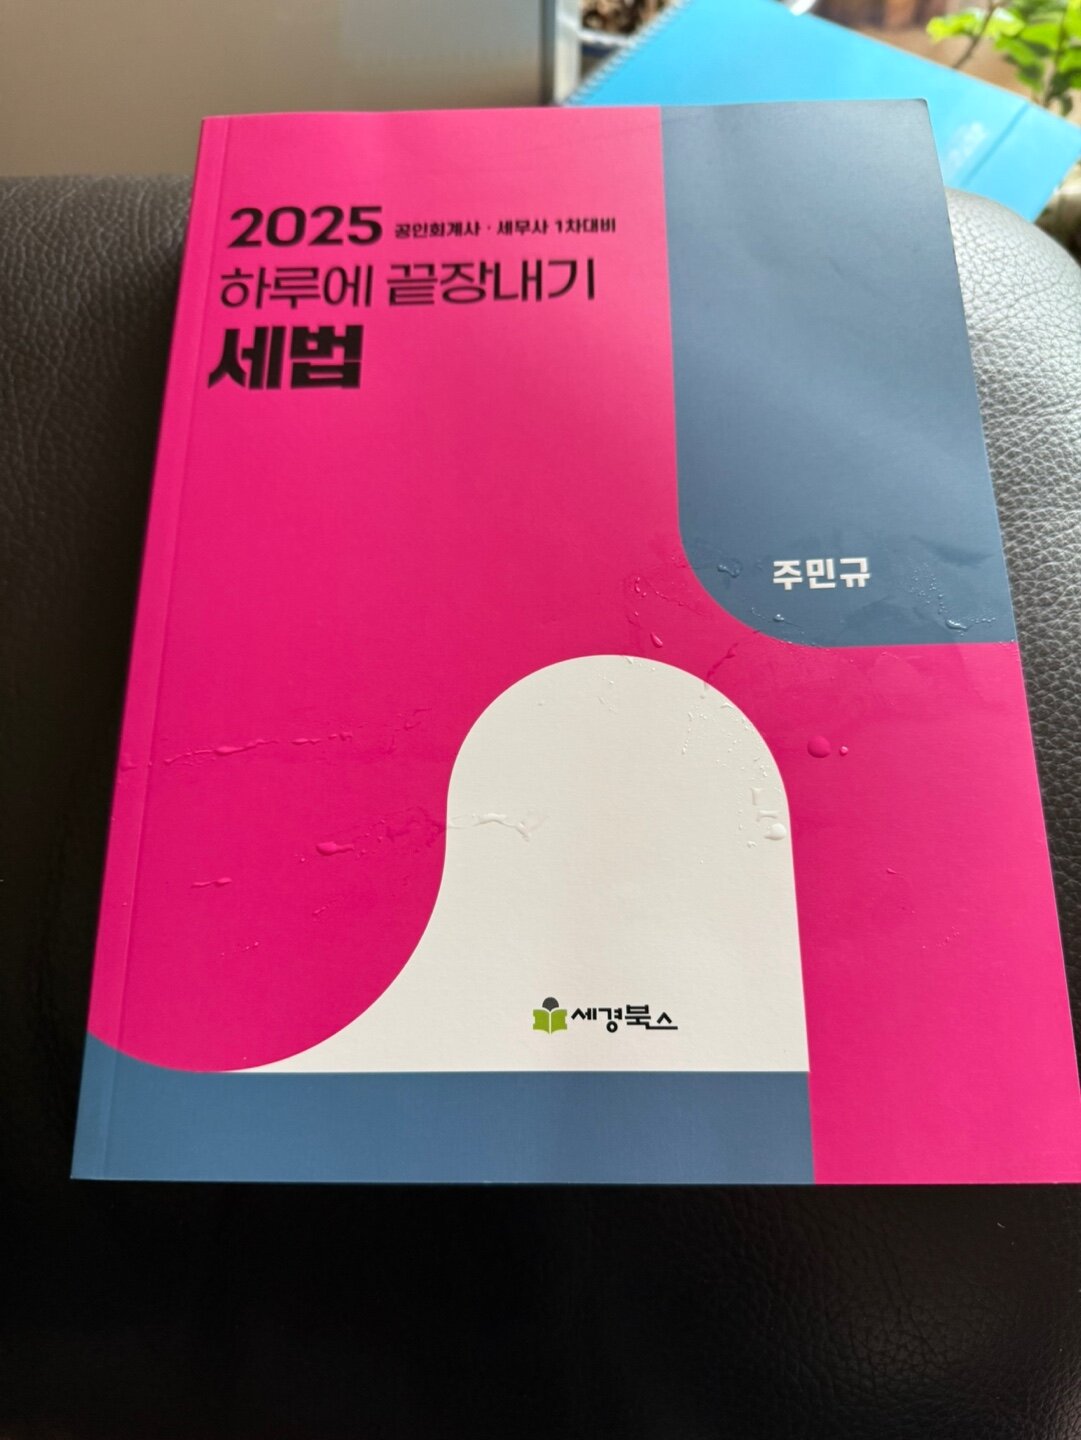 2025 공인회계사 · 세무사 1차대비
하루에 끝장내기
세법
주민규
세경북스